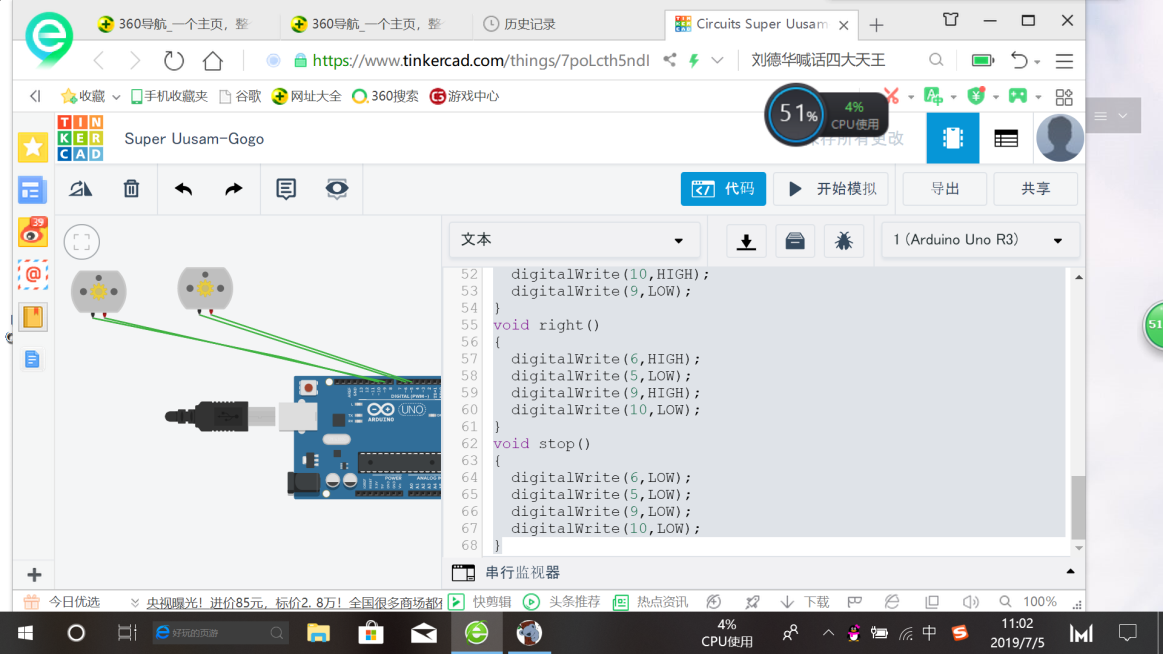 360导航_一个主页，整
360导航_一个主页，整
历史记录
Circuits Super Uusam
https://www.tinkercad.com/things/7poLcth5ndl
刘德华喊话四大天王
收藏
手机收藏夹
谷歌
网址大全
360搜索
游戏中心
51%
4%
CPU使用
TIN
KER
CAD
Super Uusam-Gogo
保存所有更改
代码
开始模拟
导出
共享
39
文本
1 (Arduino Uno R3)
52 digitalWrite(10,HIGH);
53 digitalWrite(9,LOW);
54 }
55 void right()
56 {
57 digitalWrite(6,HIGH);
58 digitalWrite(5,LOW);
59 digitalWrite(9,HIGH);
60 digitalWrite(10,LOW);
61 }
62 void stop()
63 {
64 digitalWrite(6,LOW);
65 digitalWrite(5,LOW);
66 digitalWrite(9,LOW);
67 digitalWrite(10,LOW);
68 }
DIGITAL (PWM~)
UNO
ARDUINO
POWER
ANALOG IN
51
串行监视器
今日优选
央视曝光！进价85元，标价2.8万！全国很多商场都
快剪辑
头条推荐
热点资讯
下载
100%
好玩的页游
4%
CPU使用
中
11:02
2019/7/5